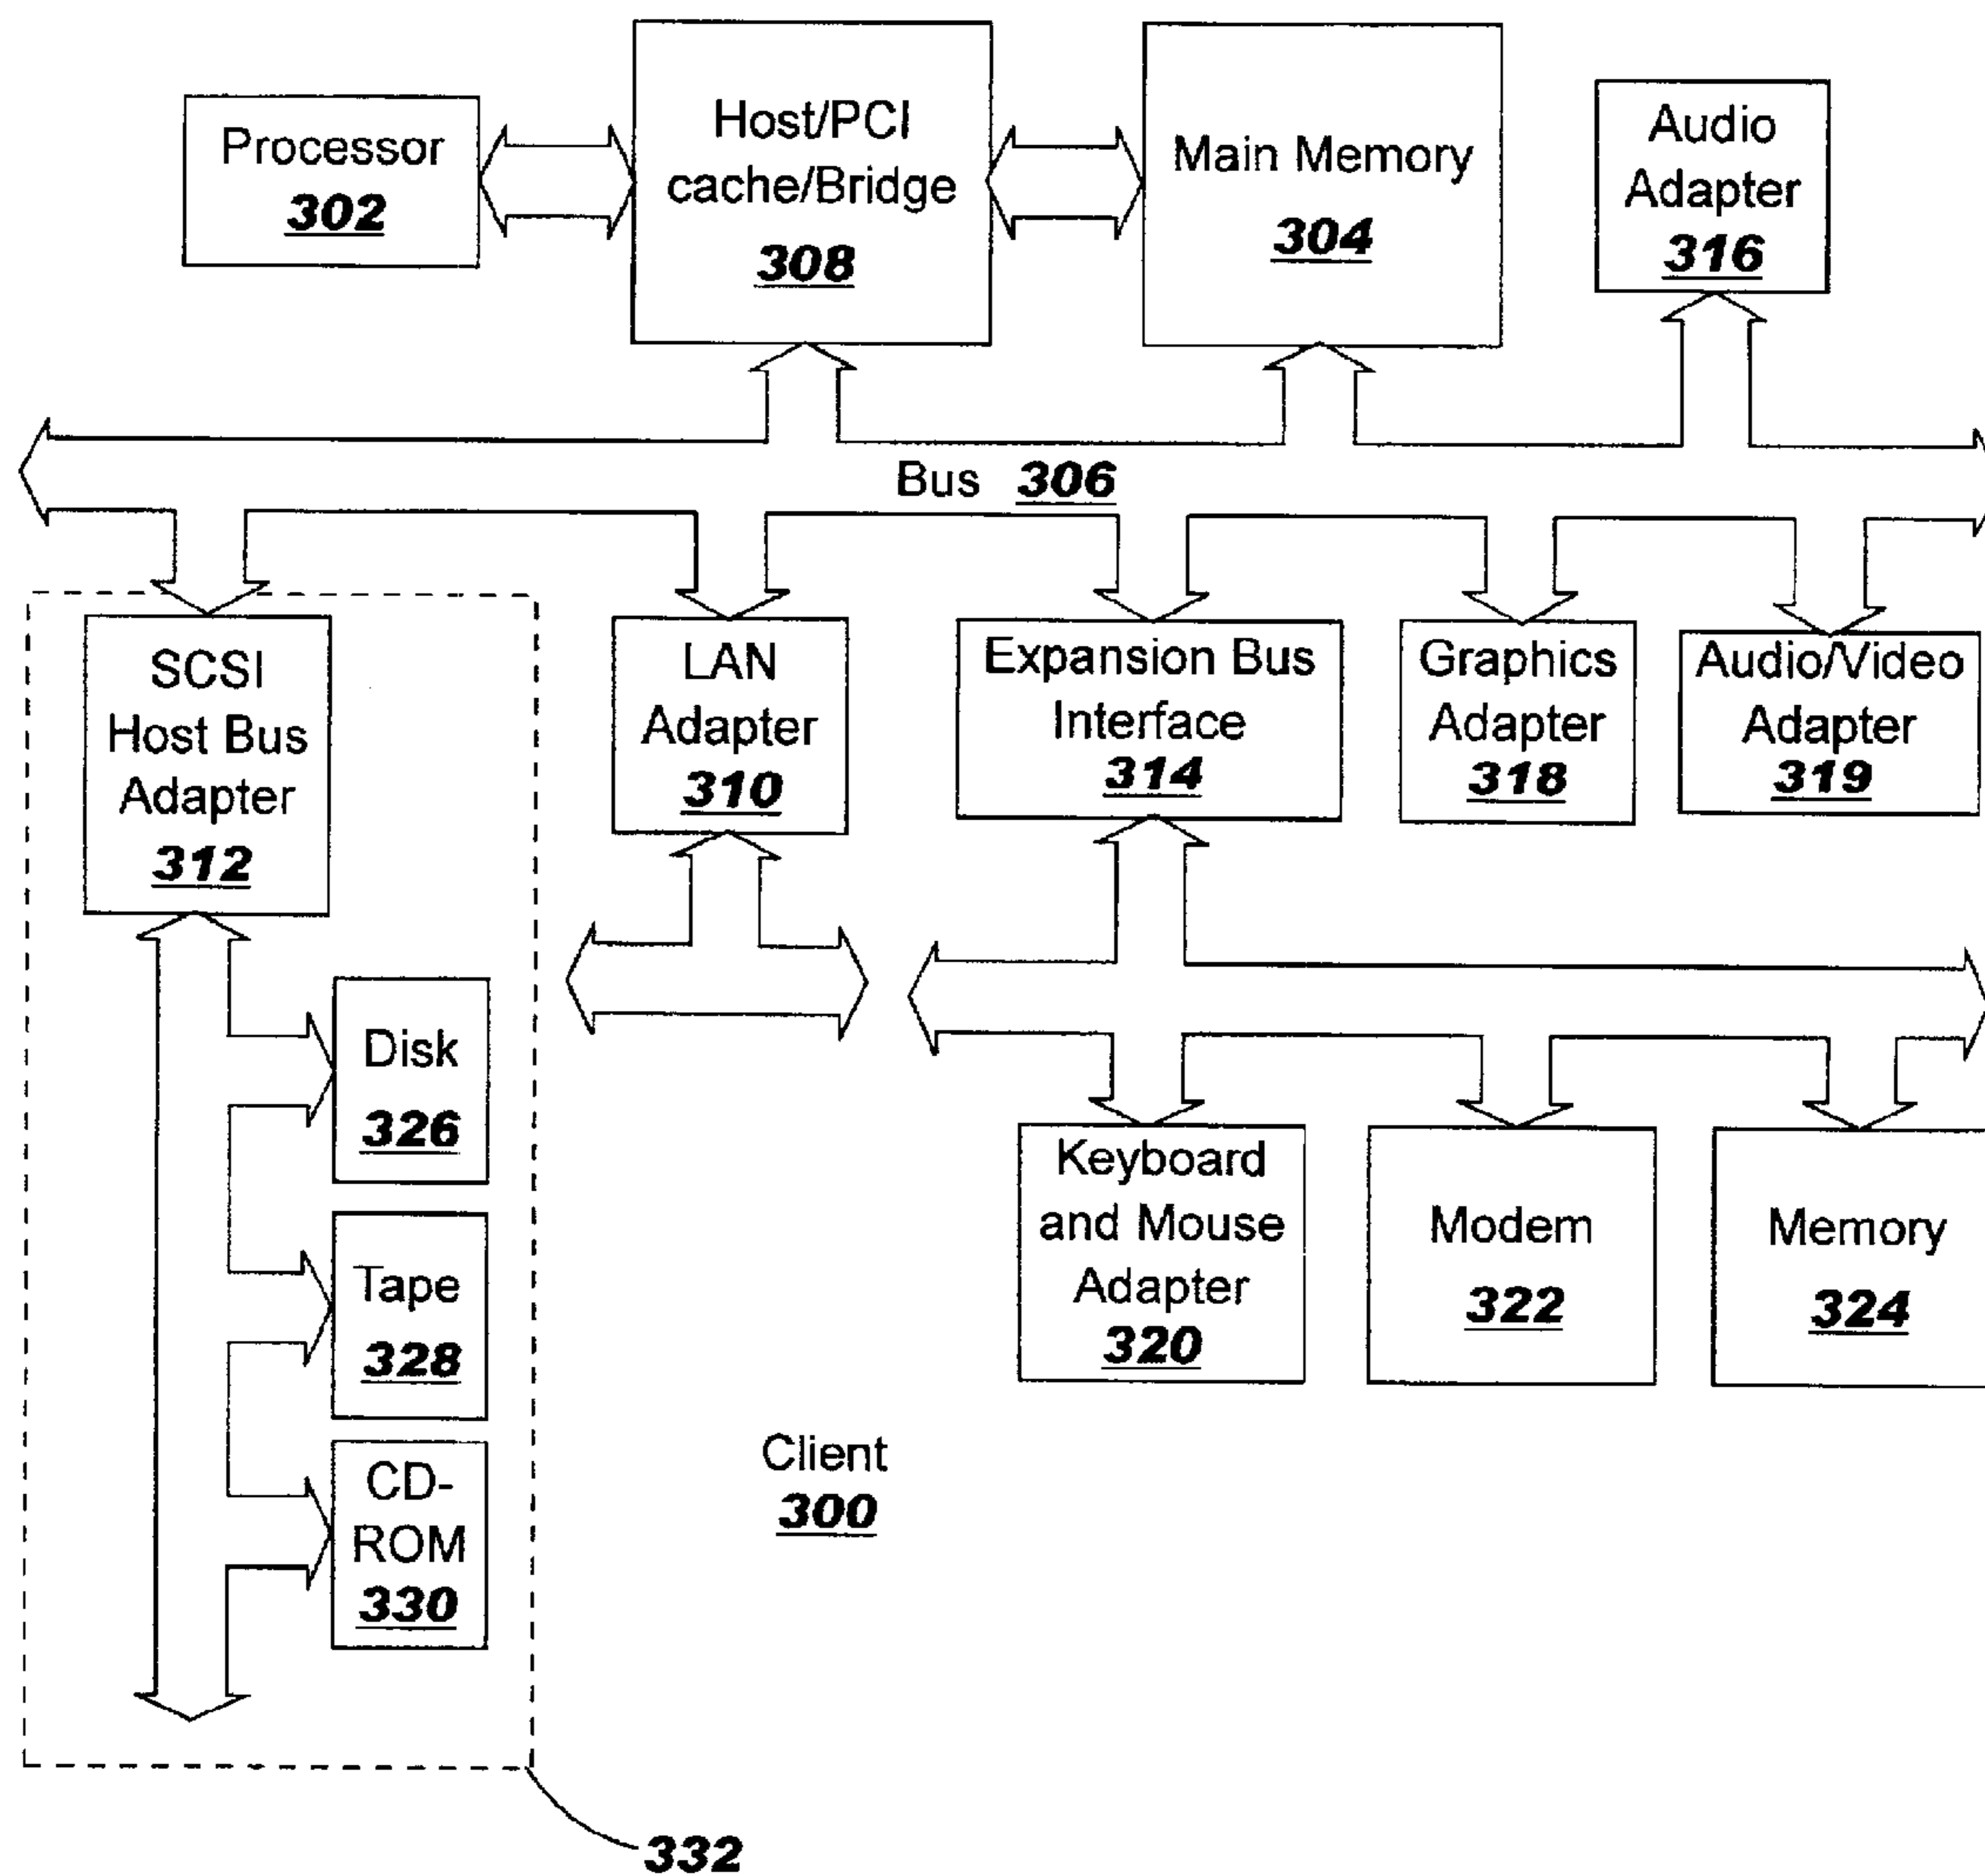 Processor
302
Host/PCI
cache/Bridge
308
Main Memory
304
Audio
Adapter
316
Bus 306
SCSI
Host Bus
Adapter
312
LAN
Adapter
310
Expansion Bus
Interface
314
Graphics
Adapter
318
Audio/Video
Adapter
319
Disk
326
Tape
328
CD-
ROM
330
Keyboard
and Mouse
Adapter
320
Modem
322
Memory
324
Client
300
332